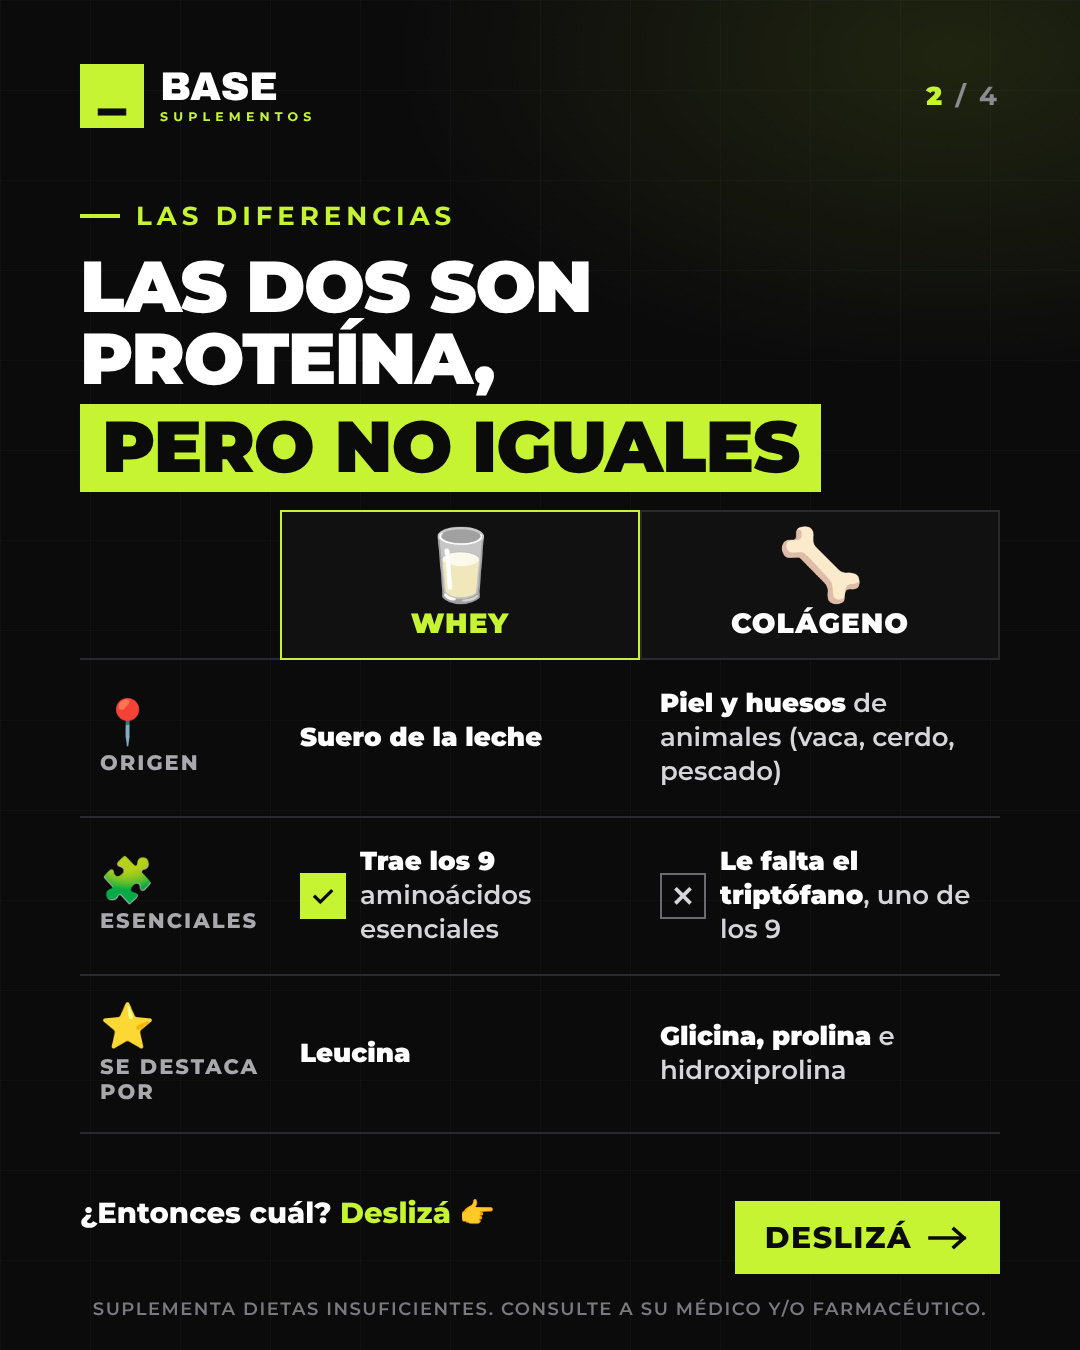 BASE
SUPLEMENTOS
2 / 4
LAS DIFERENCIAS
LAS DOS SON
PROTEÍNA,
PERO NO IGUALES
WHEY
COLÁGENO
ORIGEN
Suero de la leche
Piel y huesos de
animales (vaca, cerdo,
pescado)
ESENCIALES
Trae los 9
aminoácidos
esenciales
Le falta el
triptófano, uno de
los 9
SE DESTACA
POR
Leucina
Glicina, prolina e
hidroxiprolina
¿Entonces cuál? Deslizá 👉
DESLIZÁ →
SUPLEMENTA DIETAS INSUFICIENTES. CONSULTE A SU MÉDICO Y/O FARMACÉUTICO.